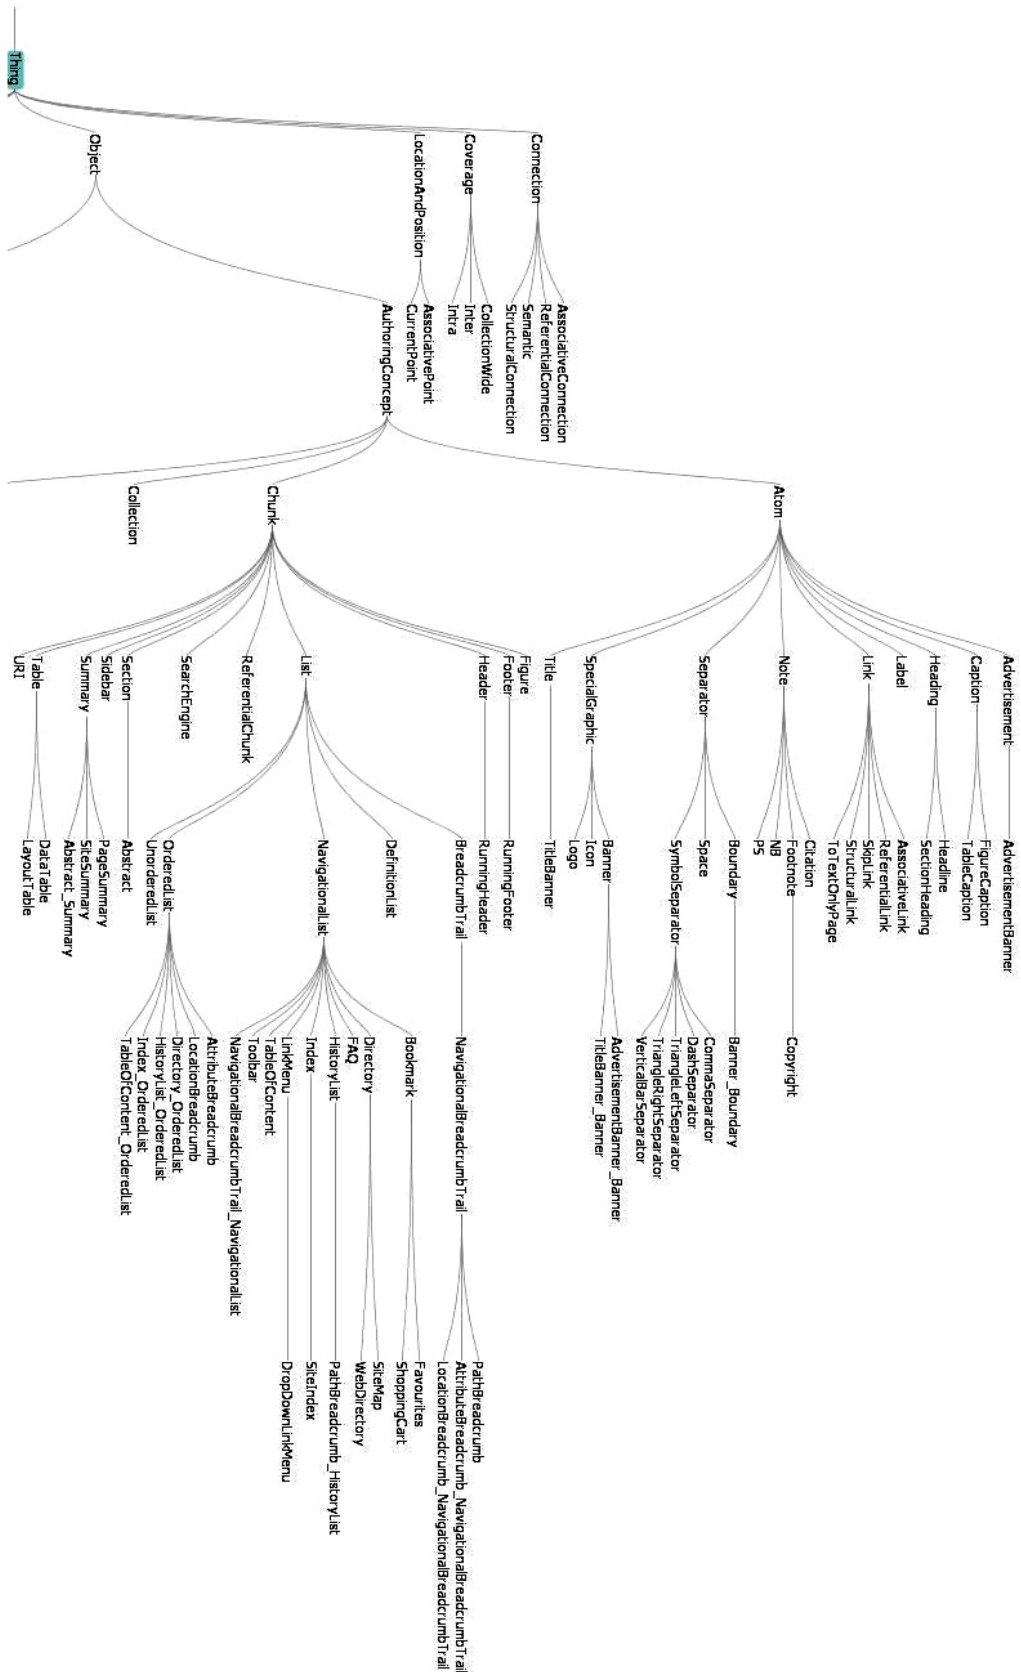 Thing
Connection
Coverage
LocationAndPosition
Object
AssociativeConnection
ReferentialConnection
Semantic
StructuralConnection
CollectionWide
Inter
Intra
AssociativePoint
CurrentPoint
AuthoringConcept
Atom
Chunk
Collection
Advertisement
Caption
Heading
Label
Link
Note
Separator
SpecialGraphic
Title
Figure
Footer
Header
List
ReferentialChunk
SearchEngine
Section
Sidebar
Summary
Table
URI
AdvertisementBanner
FigureCaption
TableCaption
Headline
SectionHeading
AssociativeLink
ReferentialLink
SkipLink
StructuralLink
ToTextOnlyPage
Citation
Footnote
NB
PS
Boundary
Space
SymbolSeparator
Banner
Icon
Logo
TitleBanner
RunningFooter
RunningHeader
BreadcrumbTrail
DefinitionList
NavigationalList
OrderedList
UnorderedList
Abstract
PageSummary
SiteSummary
Abstract_Summary
DataTable
LayoutTable
Copyright
Banner_Boundary
CommaSeparator
DashSeparator
TriangleLeftSeparator
TriangleRightSeparator
VerticalBarSeparator
AdvertisementBanner_Banner
TitleBanner_Banner
NavigationalBreadcrumbTrail
Bookmark
Directory
FAQ
HistoryList
Index
LinkMenu
TableOfContent
Toolbar
NavigationalBreadcrumbTrail_NavigationalList
AttributeBreadcrumb
LocationBreadcrumb
Directory_OrderedList
HistoryList_OrderedList
Index_OrderedList
TableOfContent_OrderedList
PathBreadcrumb
AttributeBreadcrumb_NavigationalBreadcrumbTrail
LocationBreadcrumb_NavigationalBreadcrumbTrail
Favourites
ShoppingCart
SiteMap
WebDirectory
PathBreadcrumb_HistoryList
SiteIndex
DropDownLinkMenu